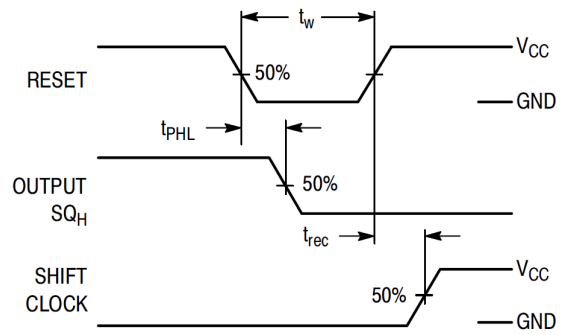 tw
VCC
RESET
50%
GND
tPHL
OUTPUT
SQH
50%
trec
SHIFT
CLOCK
VCC
50%
GND